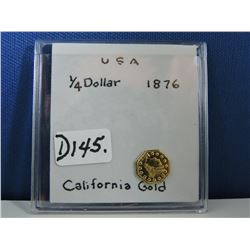 USA
1/4 Dollar 1876
D145.
California Gold